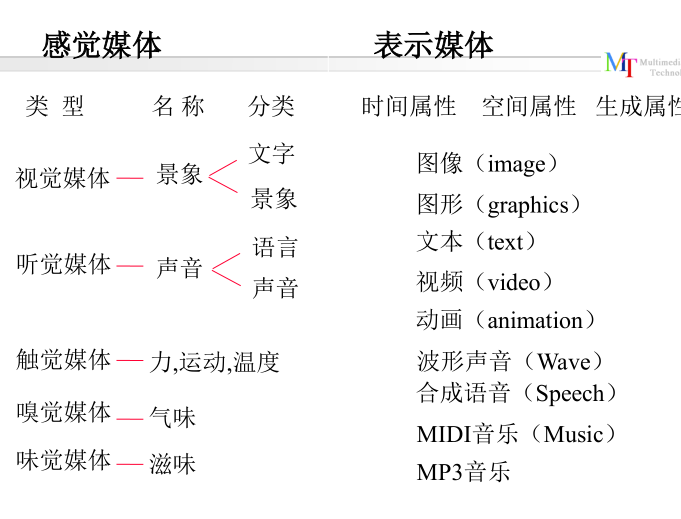 感觉媒体
表示媒体
MT Multimedi
Technol
类 型 名 称 分类
视觉媒体 景象 文字
景象
听觉媒体 声音 语言
声音
触觉媒体 力,运动,温度
嗅觉媒体 气味
味觉媒体 滋味
时间属性 空间属性 生成属性
图像（image）
图形（graphics）
文本（text）
视频（video）
动画（animation）
波形声音（Wave）
合成语音（Speech）
MIDI音乐（Music）
MP3音乐